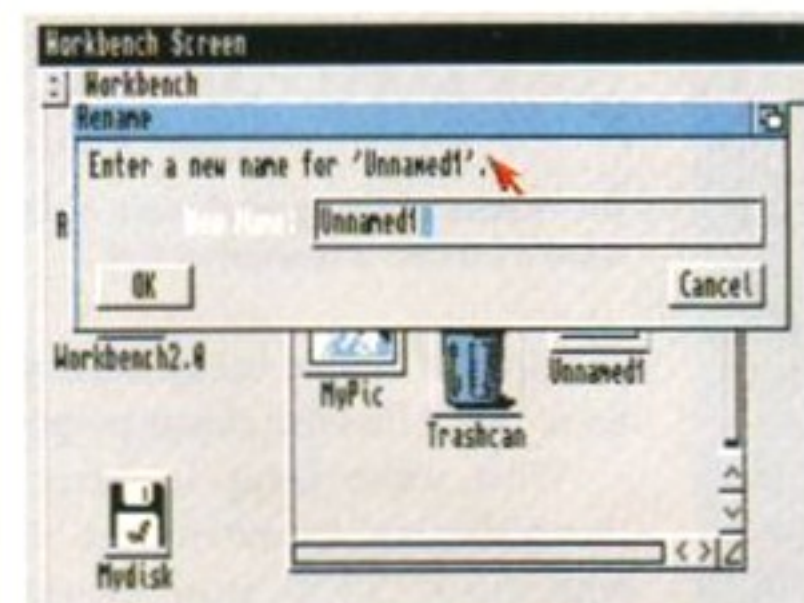 Workbench Screen
Workbench
Rename
Enter a new name for 'Unnamed1'.
New Name: Unnamed1
OK Cancel
Workbench2.0
MyPic
Unnamed1
Trashcan
Mydisk